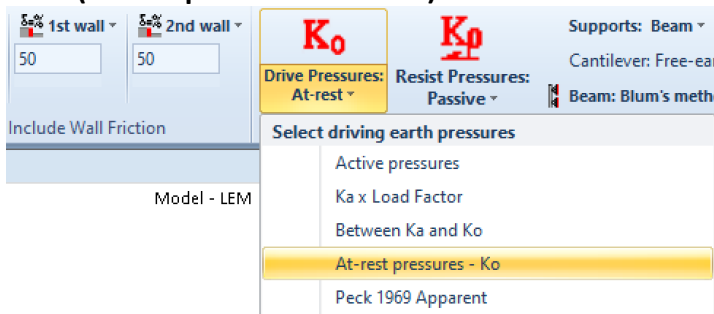 δ=% 1st wall
δ=% 2nd wall
50
50
Include Wall Friction
K0
Drive Pressures:
At-rest
Kp
Resist Pressures:
Passive
Supports: Beam
Cantilever: Free-ear
Beam: Blum's meth
Select driving earth pressures
Active pressures
Ka x Load Factor
Between Ka and Ko
At-rest pressures - Ko
Peck 1969 Apparent
Model - LEM